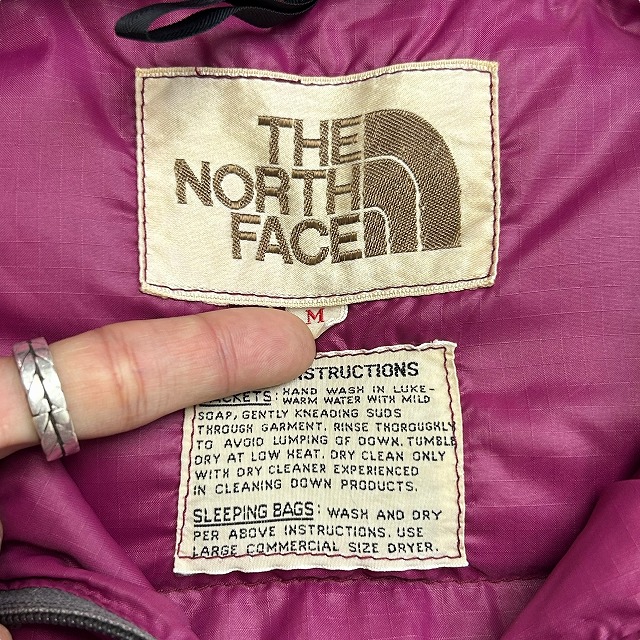 THE
NORTH
FACE
M
INSTRUCTIONS
JACKETS: HAND WASH IN LUKE-
WARM WATER WITH MILD
SOAP, GENTLY KNEADING SUDS
THROUGH GARMENT. RINSE THOROUGHLY
TO AVOID LUMPING OF DOWN. TUMBLE
DRY AT LOW HEAT. DRY CLEAN ONLY
WITH DRY CLEANER EXPERIENCED
IN CLEANING DOWN PRODUCTS.
SLEEPING BAGS: WASH AND DRY
PER ABOVE INSTRUCTIONS. USE
LARGE COMMERCIAL SIZE DRYER.